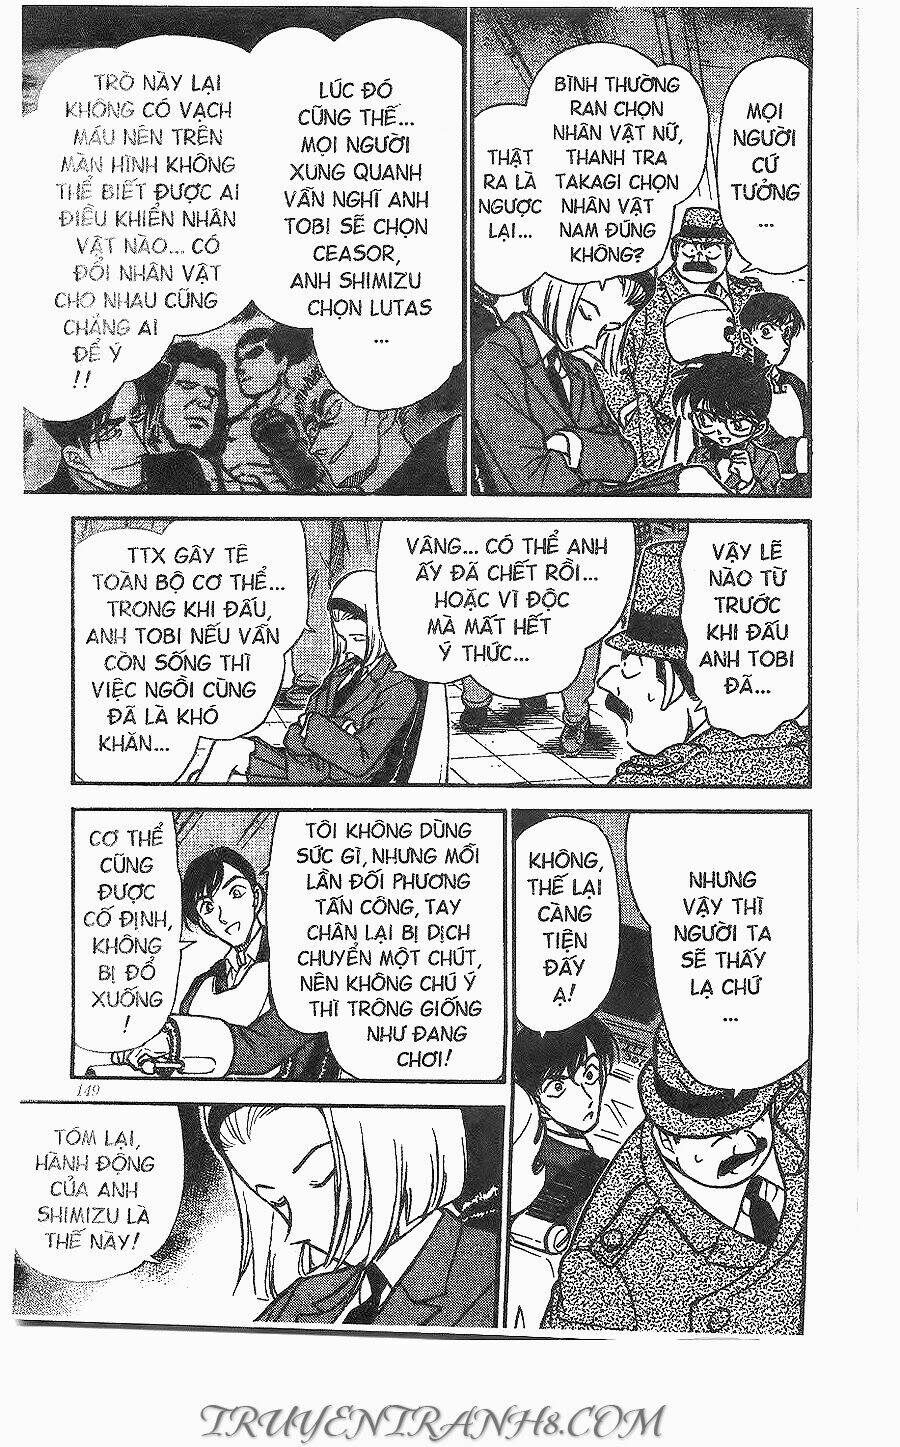 MỌI
NGƯỜI
CỨ
TƯỞNG
...
BÌNH THƯỜNG
RAN CHỌN
NHÂN VẬT NỮ,
THANH TRA
TAKAGI CHỌN
NHÂN VẬT
NAM ĐÚNG
KHÔNG?
THẬT
RA LÀ
NGƯỢC
LẠI...
LÚC ĐÓ
CŨNG THẾ...
MỌI NGƯỜI
XUNG QUANH
VẪN NGHĨ ANH
TOBI SẼ CHỌN
CEASOR,
ANH SHIMIZU
CHỌN LUTAS
...
TRÒ NÀY LẠI
KHÔNG CÓ VẠCH
MÁU NÊN TRÊN
MÀN HÌNH KHÔNG
THỂ BIẾT ĐƯỢC AI
ĐIỀU KHIỂN NHÂN
VẬT NÀO... CÓ
ĐỔI NHÂN VẬT
CHO NHAU CŨNG
CHẲNG AI
ĐỂ Ý
!!
VẬY LẼ
NÀO TỪ
TRƯỚC
KHI ĐẤU
ANH TOBI
ĐÃ...
VÂNG... CÓ THỂ ANH
ẤY ĐÃ CHẾT RỒI...
HOẶC VÌ ĐỘC
MÀ MẤT HẾT
Ý THỨC...
TTX GÂY TÊ
TOÀN BỘ CƠ THỂ...
TRONG KHI ĐẤU,
ANH TOBI NẾU VẪN
CÒN SỐNG THÌ
VIỆC NGỒI CÙNG
ĐÃ LÀ KHÓ
KHĂN...
NHƯNG
VẬY THÌ
NGƯỜI TA
SẼ THẤY
LẠ CHỨ
...
KHÔNG,
THẾ LẠI
CÀNG
TIỆN
ĐẤY
Ạ!
TÔI KHÔNG DÙNG
SỨC GÌ, NHƯNG MỖI
LẦN ĐỐI PHƯƠNG
TẤN CÔNG, TAY
CHÂN LẠI BỊ DỊCH
CHUYỂN MỘT CHÚT,
NÊN KHÔNG CHÚ Ý
THÌ TRÔNG GIỐNG
NHƯ ĐANG
CHƠI!
CƠ THỂ
CŨNG
ĐƯỢC
CỐ ĐỊNH,
KHÔNG
BỊ ĐỔ
XUỐNG
!
149
TÓM LẠI,
HÀNH ĐỘNG
CỦA ANH
SHIMIZU LÀ
THẾ NÀY!
TRUYENTRANH8.COM